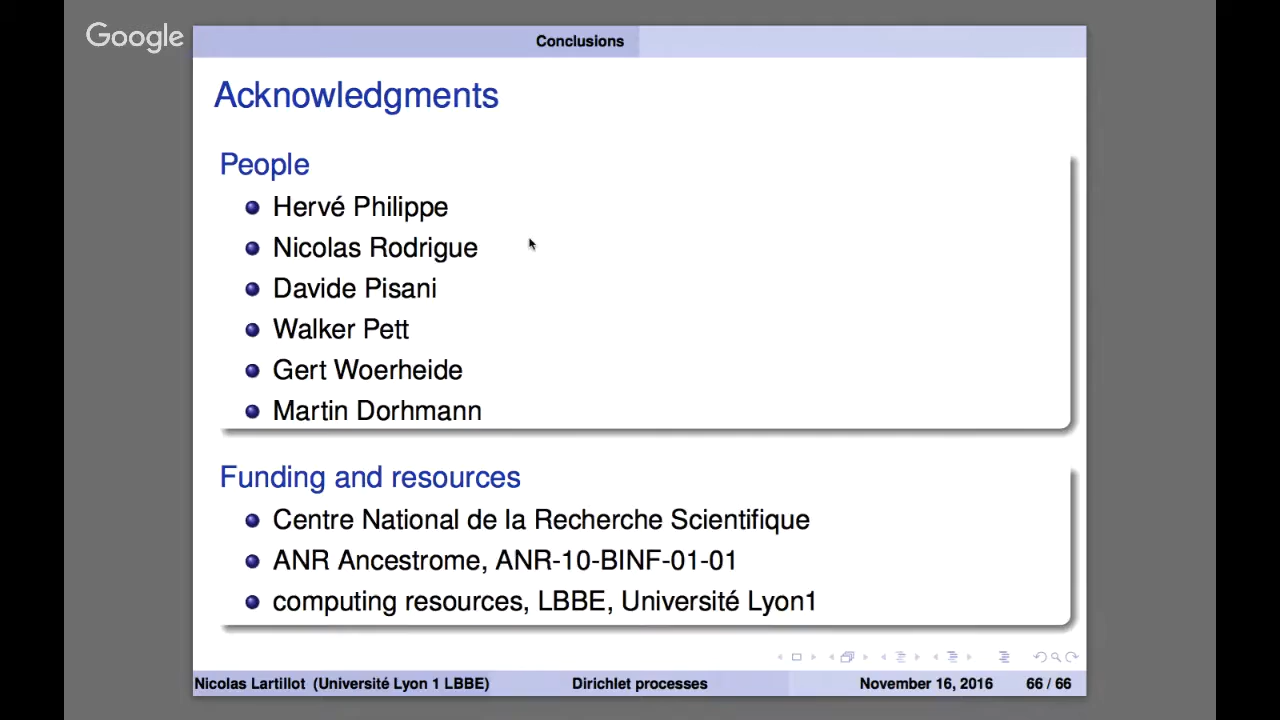 Google
Conclusions
Acknowledgments
People
Hervé Philippe
Nicolas Rodrigue
Davide Pisani
Walker Pett
Gert Woerheide
Martin Dorhmann
Funding and resources
Centre National de la Recherche Scientifique
ANR Ancestrome, ANR-10-BINF-01-01
computing resources, LBBE, Université Lyon1
Nicolas Lartillot (Université Lyon 1 LBBE) Dirichlet processes November 16, 2016 66 / 66